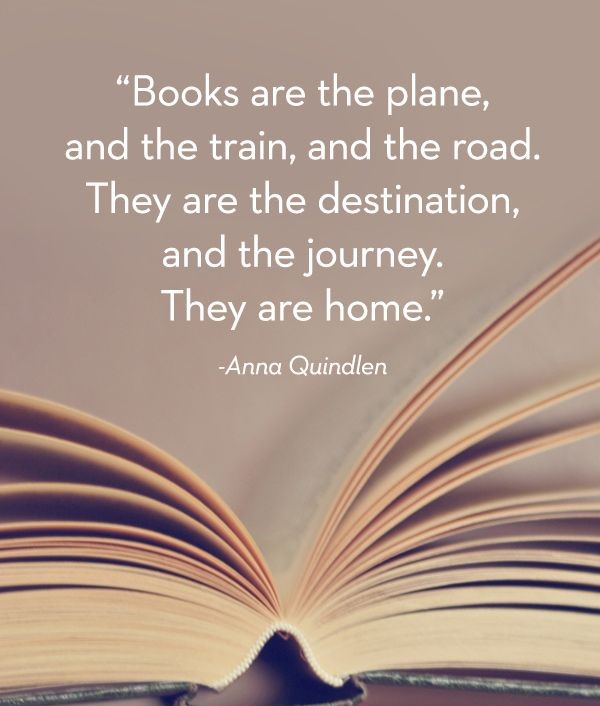 “Books are the plane,
and the train, and the road.
They are the destination,
and the journey.
They are home.”
-Anna Quindlen